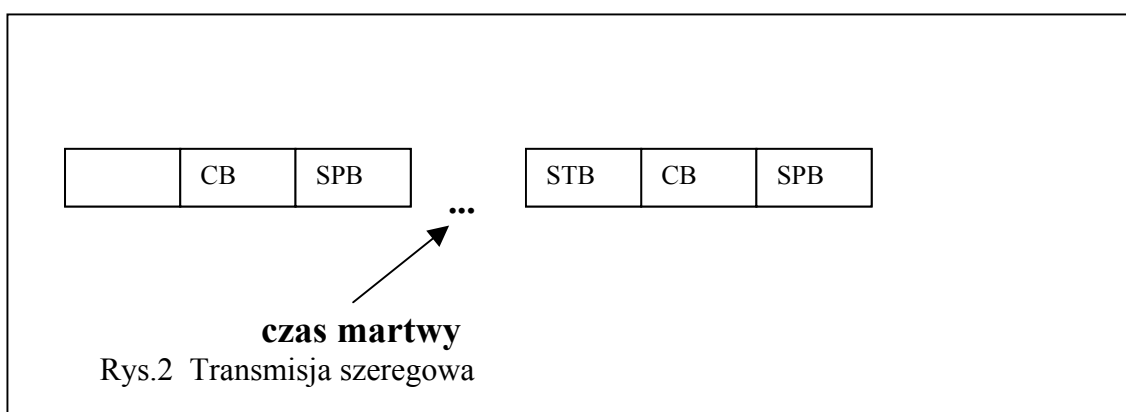 CB SPB ... STB CB SPB
czas martwy
Rys.2 Transmisja szeregowa